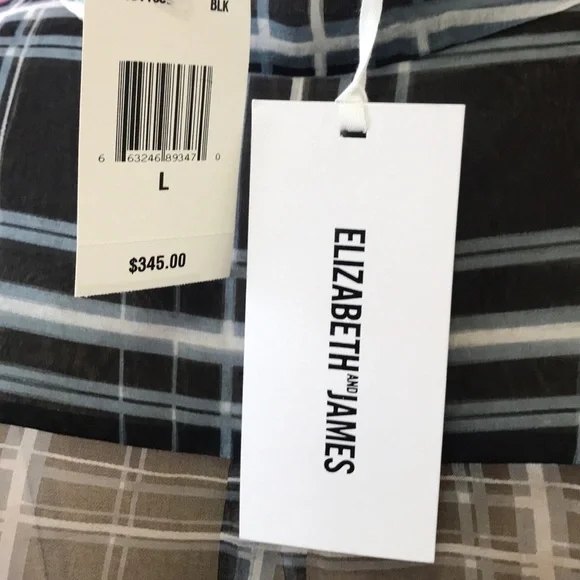 BLK
6 63246 89347 0
L
$345.00
ELIZABETH AND JAMES